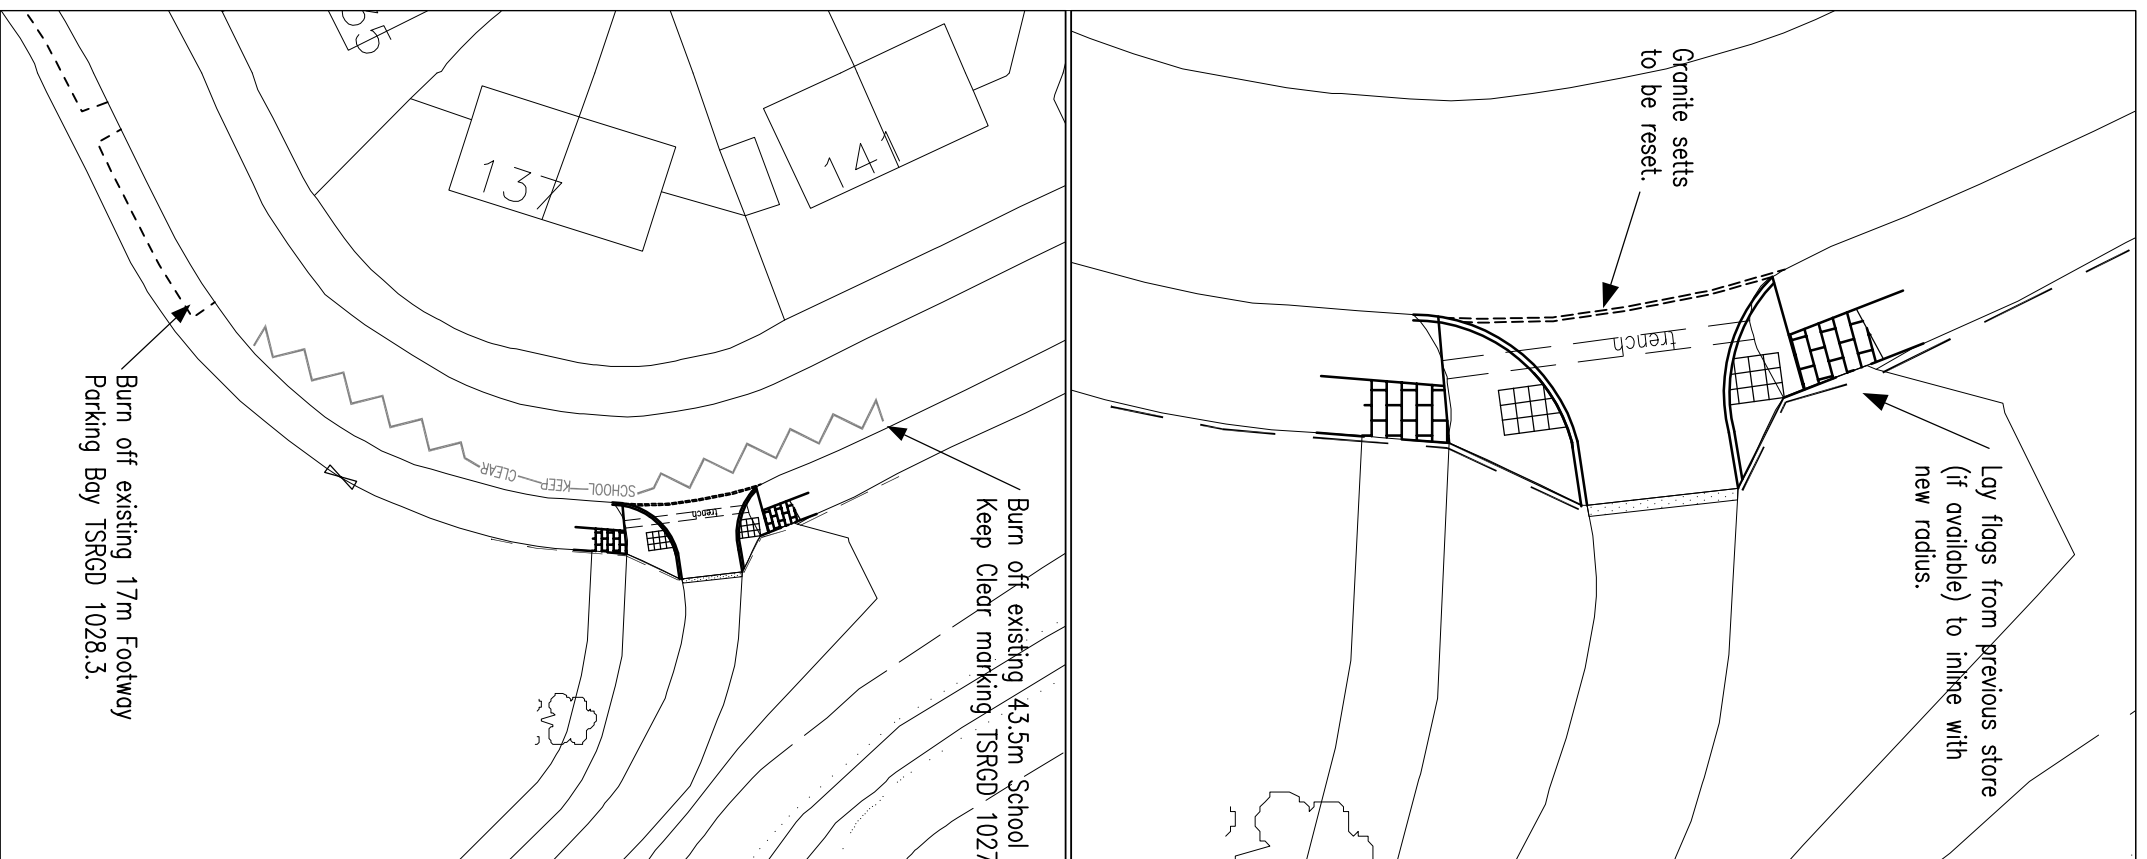 137
141
CLEAR
KEEP
SCHOOL
trench
Burn off existing 17m Footway
Parking Bay TSRGD 1028.3.
Burn off existing 43.5m School
Keep Clear marking TSRGD 1027
Granite setts
to be reset.
trench
Lay flags from previous store
(if available) to inline with
new radius.